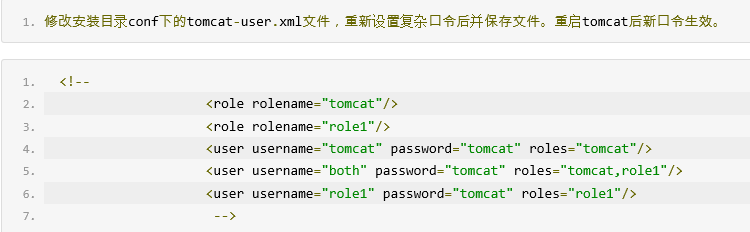 1. 修改安装目录conf下的tomcat-user.xml文件，重新设置复杂口令后并保存文件。重启tomcat后新口令生效。
1. <!--
2. <role rolename="tomcat"/>
3. <role rolename="role1"/>
4. <user username="tomcat" password="tomcat" roles="tomcat"/>
5. <user username="both" password="tomcat" roles="tomcat,role1"/>
6. <user username="role1" password="tomcat" roles="role1"/>
7. -->